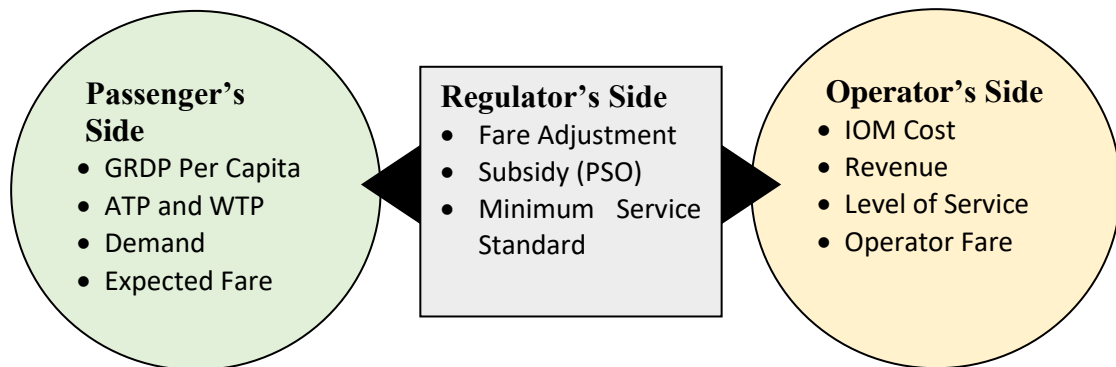 Passenger’s
Side
• GRDP Per Capita
• ATP and WTP
• Demand
• Expected Fare
Regulator’s Side
• Fare Adjustment
• Subsidy (PSO)
• Minimum Service
Standard
Operator’s Side
• IOM Cost
• Revenue
• Level of Service
• Operator Fare